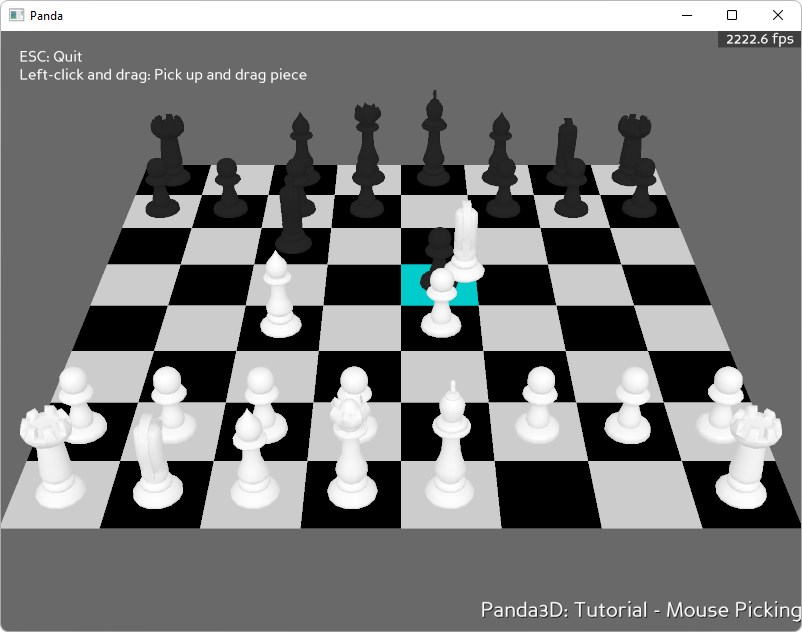 Panda
2222.6 fps
ESC: Quit
Left-click and drag: Pick up and drag piece
Panda3D: Tutorial - Mouse Picking